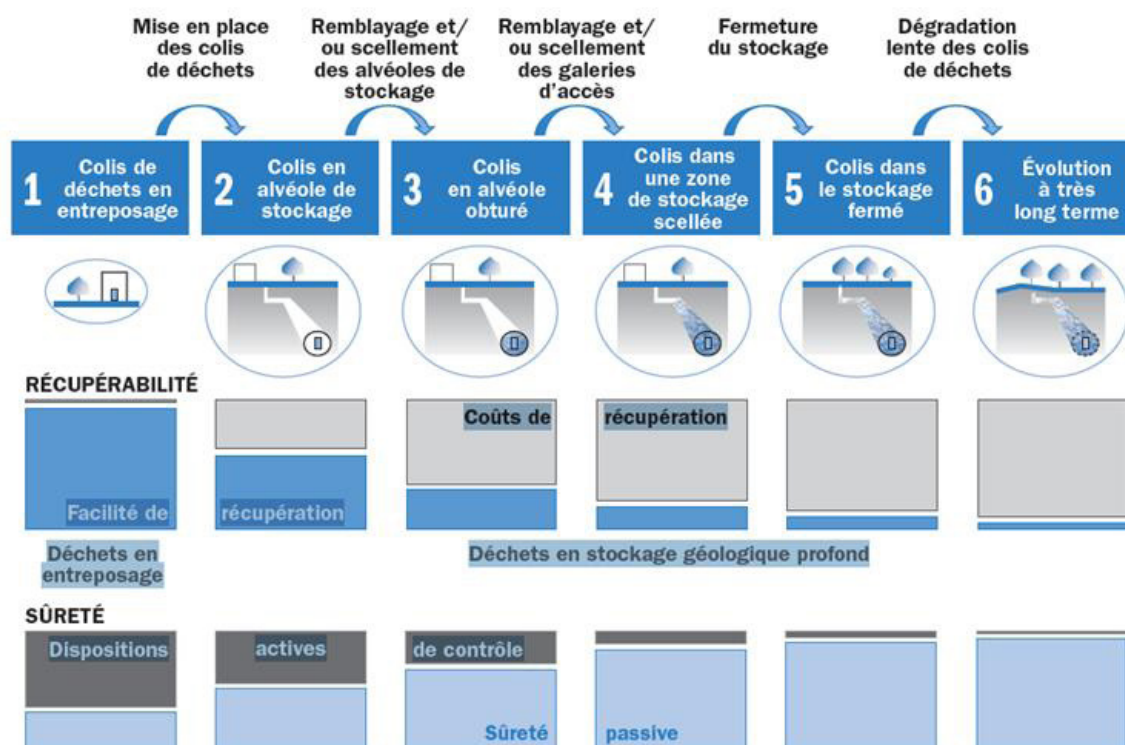 Mise en place
des colis
de déchets
Remblayage et/
ou scellement
des alvéoles de
stockage
Remblayage et/
ou scellement
des galeries
d'accès
Fermeture
du stockage
Dégradation
lente des colis
de déchets
1
Colis de
déchets en
entreposage
2
Colis en
alvéole de
stockage
3
Colis
en alvéole
obturé
4
Colis dans
une zone
de stockage
scellée
5
Colis dans
le stockage
fermé
6
Évolution
à très
long terme
RÉCUPÉRABILITÉ
Coûts de récupération
Facilité de récupération
Déchets en
entreposage
Déchets en stockage géologique profond
SÛRETÉ
Dispositions actives de contrôle
Sûreté passive